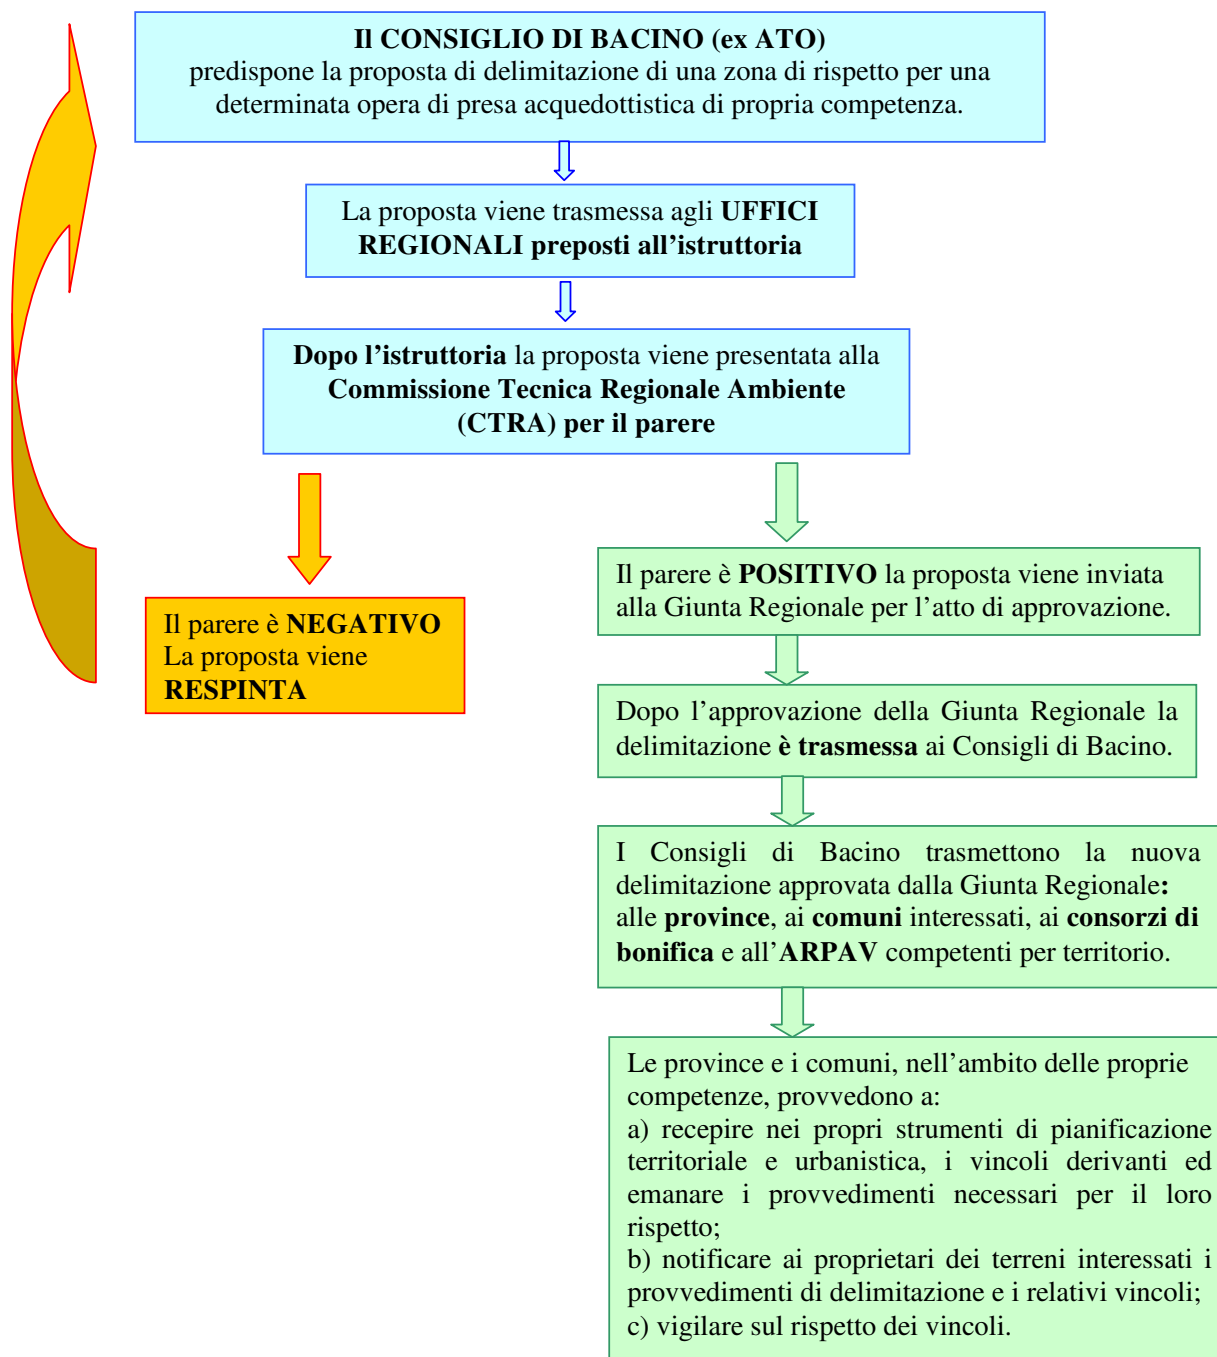 Il CONSIGLIO DI BACINO (ex ATO)
predispone la proposta di delimitazione di una zona di rispetto per una
determinata opera di presa acquedottistica di propria competenza.
La proposta viene trasmessa agli UFFICI
REGIONALI preposti all’istruttoria
Dopo l’istruttoria la proposta viene presentata alla
Commissione Tecnica Regionale Ambiente
(CTRA) per il parere
Il parere è NEGATIVO
La proposta viene
RESPINTA
Il parere è POSITIVO la proposta viene inviata
alla Giunta Regionale per l’atto di approvazione.
Dopo l’approvazione della Giunta Regionale la
delimitazione è trasmessa ai Consigli di Bacino.
I Consigli di Bacino trasmettono la nuova
delimitazione approvata dalla Giunta Regionale:
alle province, ai comuni interessati, ai consorzi di
bonifica e all’ARPAV competenti per territorio.
Le province e i comuni, nell’ambito delle proprie
competenze, provvedono a:
a) recepire nei propri strumenti di pianificazione
territoriale e urbanistica, i vincoli derivanti ed
emanare i provvedimenti necessari per il loro
rispetto;
b) notificare ai proprietari dei terreni interessati i
provvedimenti di delimitazione e i relativi vincoli;
c) vigilare sul rispetto dei vincoli.